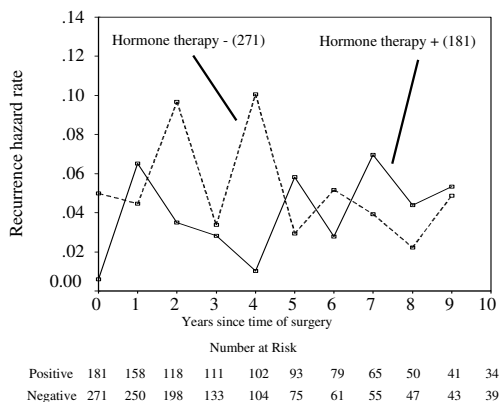 Recurrence hazard rate
.14
.12
.10
.08
.06
.04
.02
0.00
Hormone therapy - (271)
Hormone therapy + (181)
0 1 2 3 4 5 6 7 8 9 10
Years since time of surgery
Number at Risk
Positive 181 158 118 111 102 93 79 65 50 41 34
Negative 271 250 198 133 104 75 61 55 47 43 39